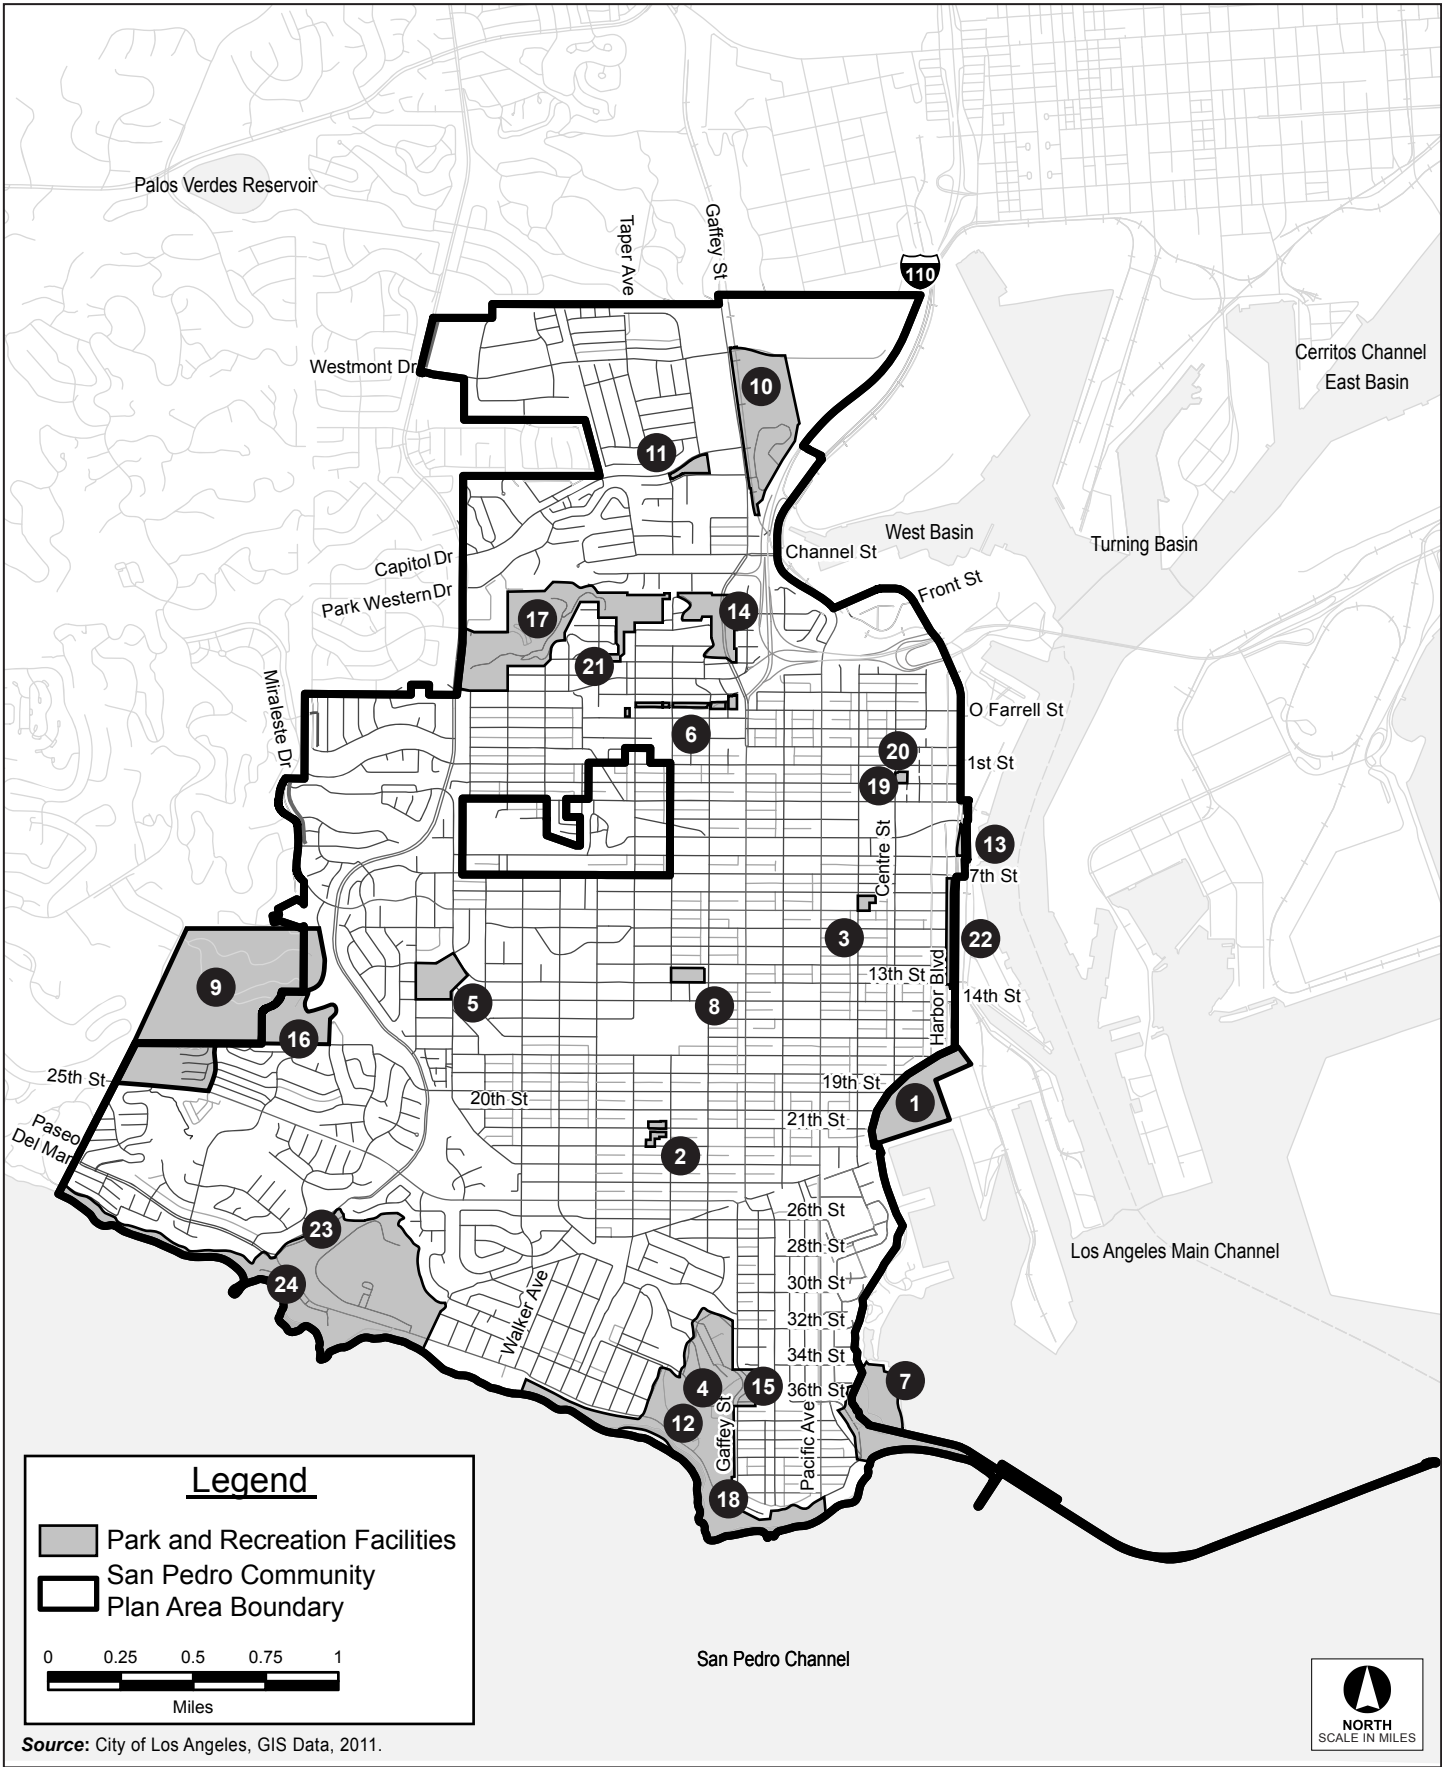 Palos Verdes Reservoir
Taper Ave
Gaffey St
110
Westmont Dr
Cerritos Channel
East Basin
10
11
West Basin
Turning Basin
Channel St
Capitol Dr
Park Western Dr
Front St
17
14
21
Miraleste Dr
O Farrell St
6
20
1st St
19
Centre St
13
7th St
3
22
9
13th St
5
8
Harbor Blvd
14th St
16
25th St
19th St
20th St
1
21th St
Paseo
Del Mar
2
26th St
23
28th St
Los Angeles Main Channel
24
30th St
Walker Ave
32th St
34th St
4
15
36th St
7
12
Gaffey St
Pacific Ave
18
Legend
Park and Recreation Facilities
San Pedro Community
Plan Area Boundary
0 0.25 0.5 0.75 1
Miles
San Pedro Channel
NORTH
SCALE IN MILES
Source: City of Los Angeles, GIS Data, 2011.